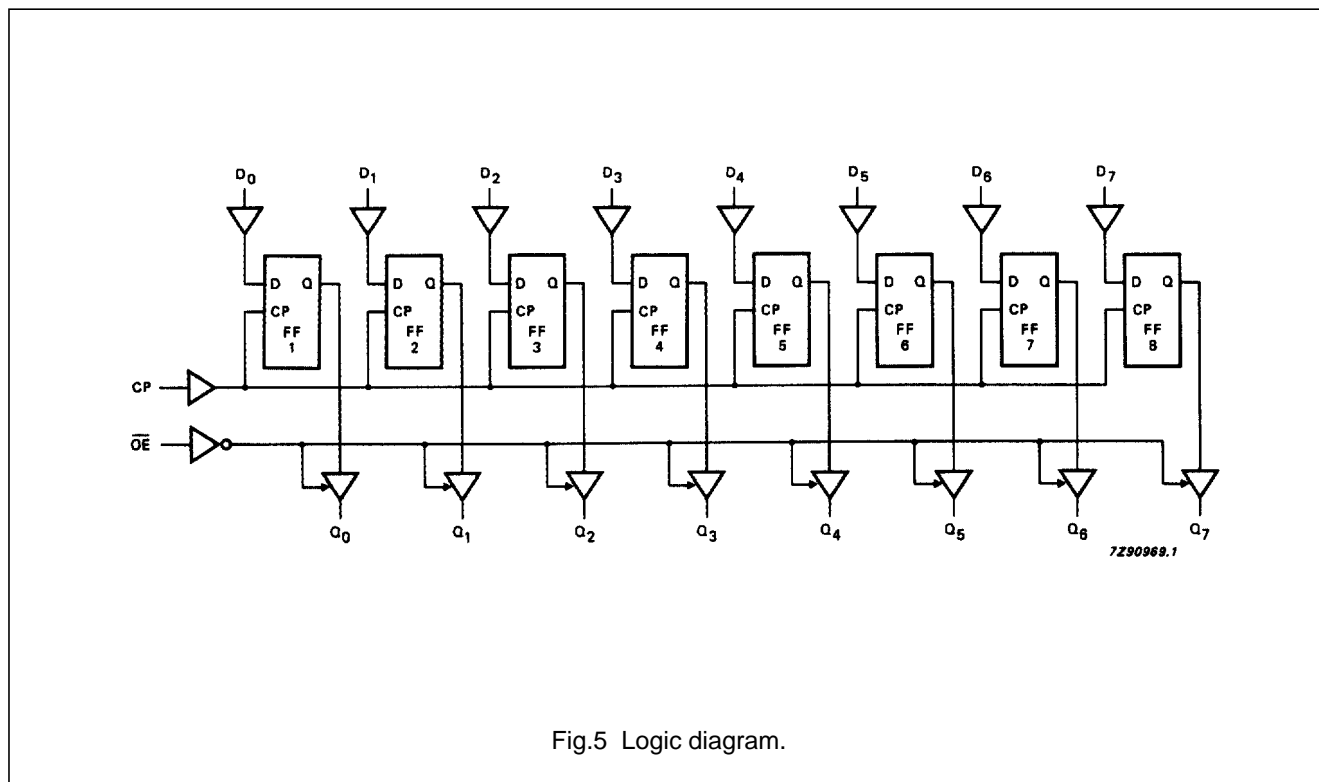 D0 D1 D2 D3 D4 D5 D6 D7
D Q D Q D Q D Q D Q D Q D Q D Q
CP CP CP CP CP CP CP CP
FF FF FF FF FF FF FF FF
1 2 3 4 5 6 7 8
CP
OE
Q0 Q1 Q2 Q3 Q4 Q5 Q6 Q7
7Z90969.1
Fig.5 Logic diagram.